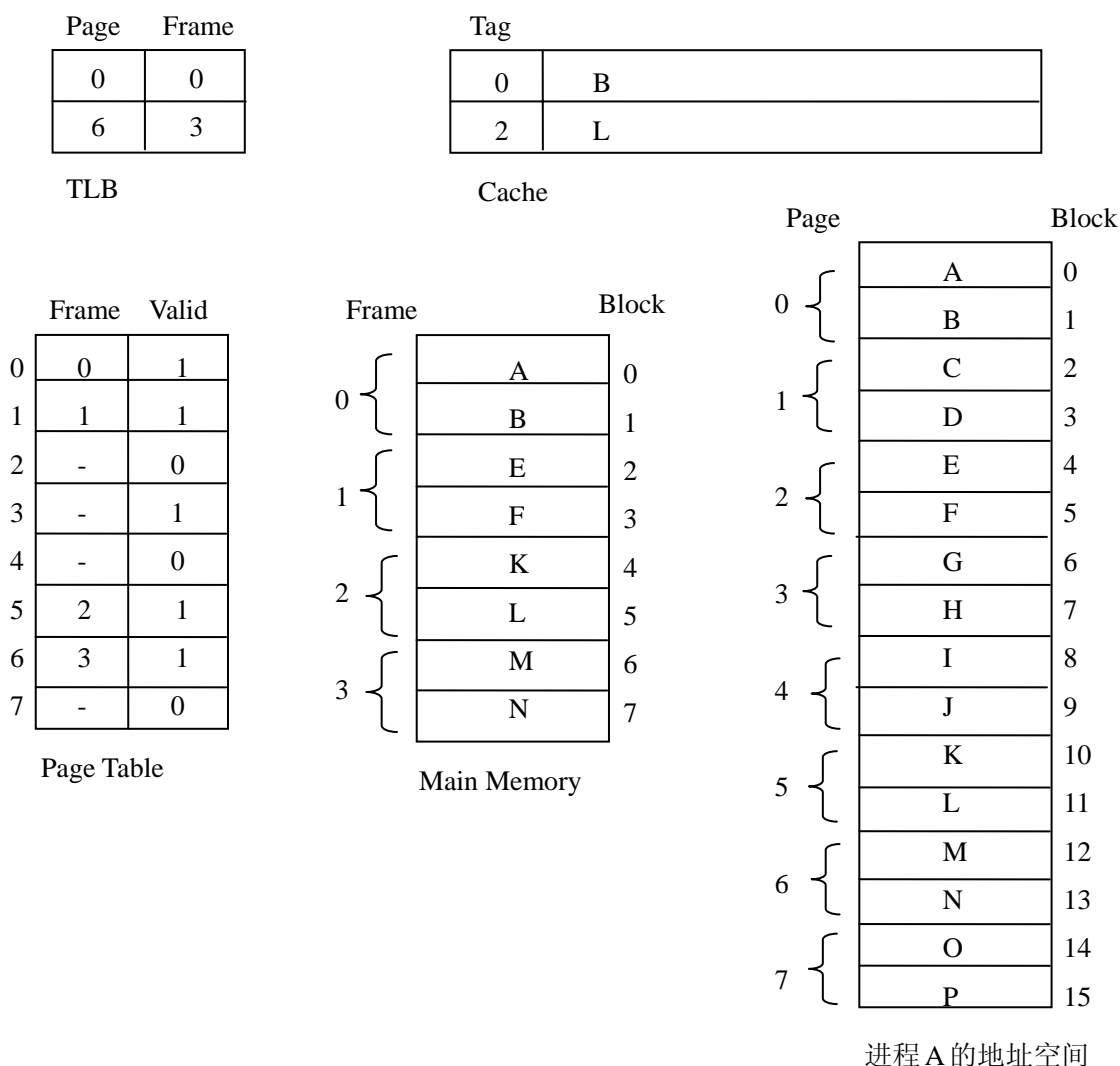 Page Frame
0 0
6 3
TLB
Tag
0 B
2 L
Cache
Frame Valid
0 0 1
1 1 1
2 - 0
3 - 1
4 - 0
5 2 1
6 3 1
7 - 0
Page Table
Frame Block
0
A 0
B 1
1
E 2
F 3
2
K 4
L 5
3
M 6
N 7
Main Memory
Page Block
0
A 0
B 1
1
C 2
D 3
2
E 4
F 5
3
G 6
H 7
4
I 8
J 9
5
K 10
L 11
6
M 12
N 13
7
O 14
P 15
进程A的地址空间